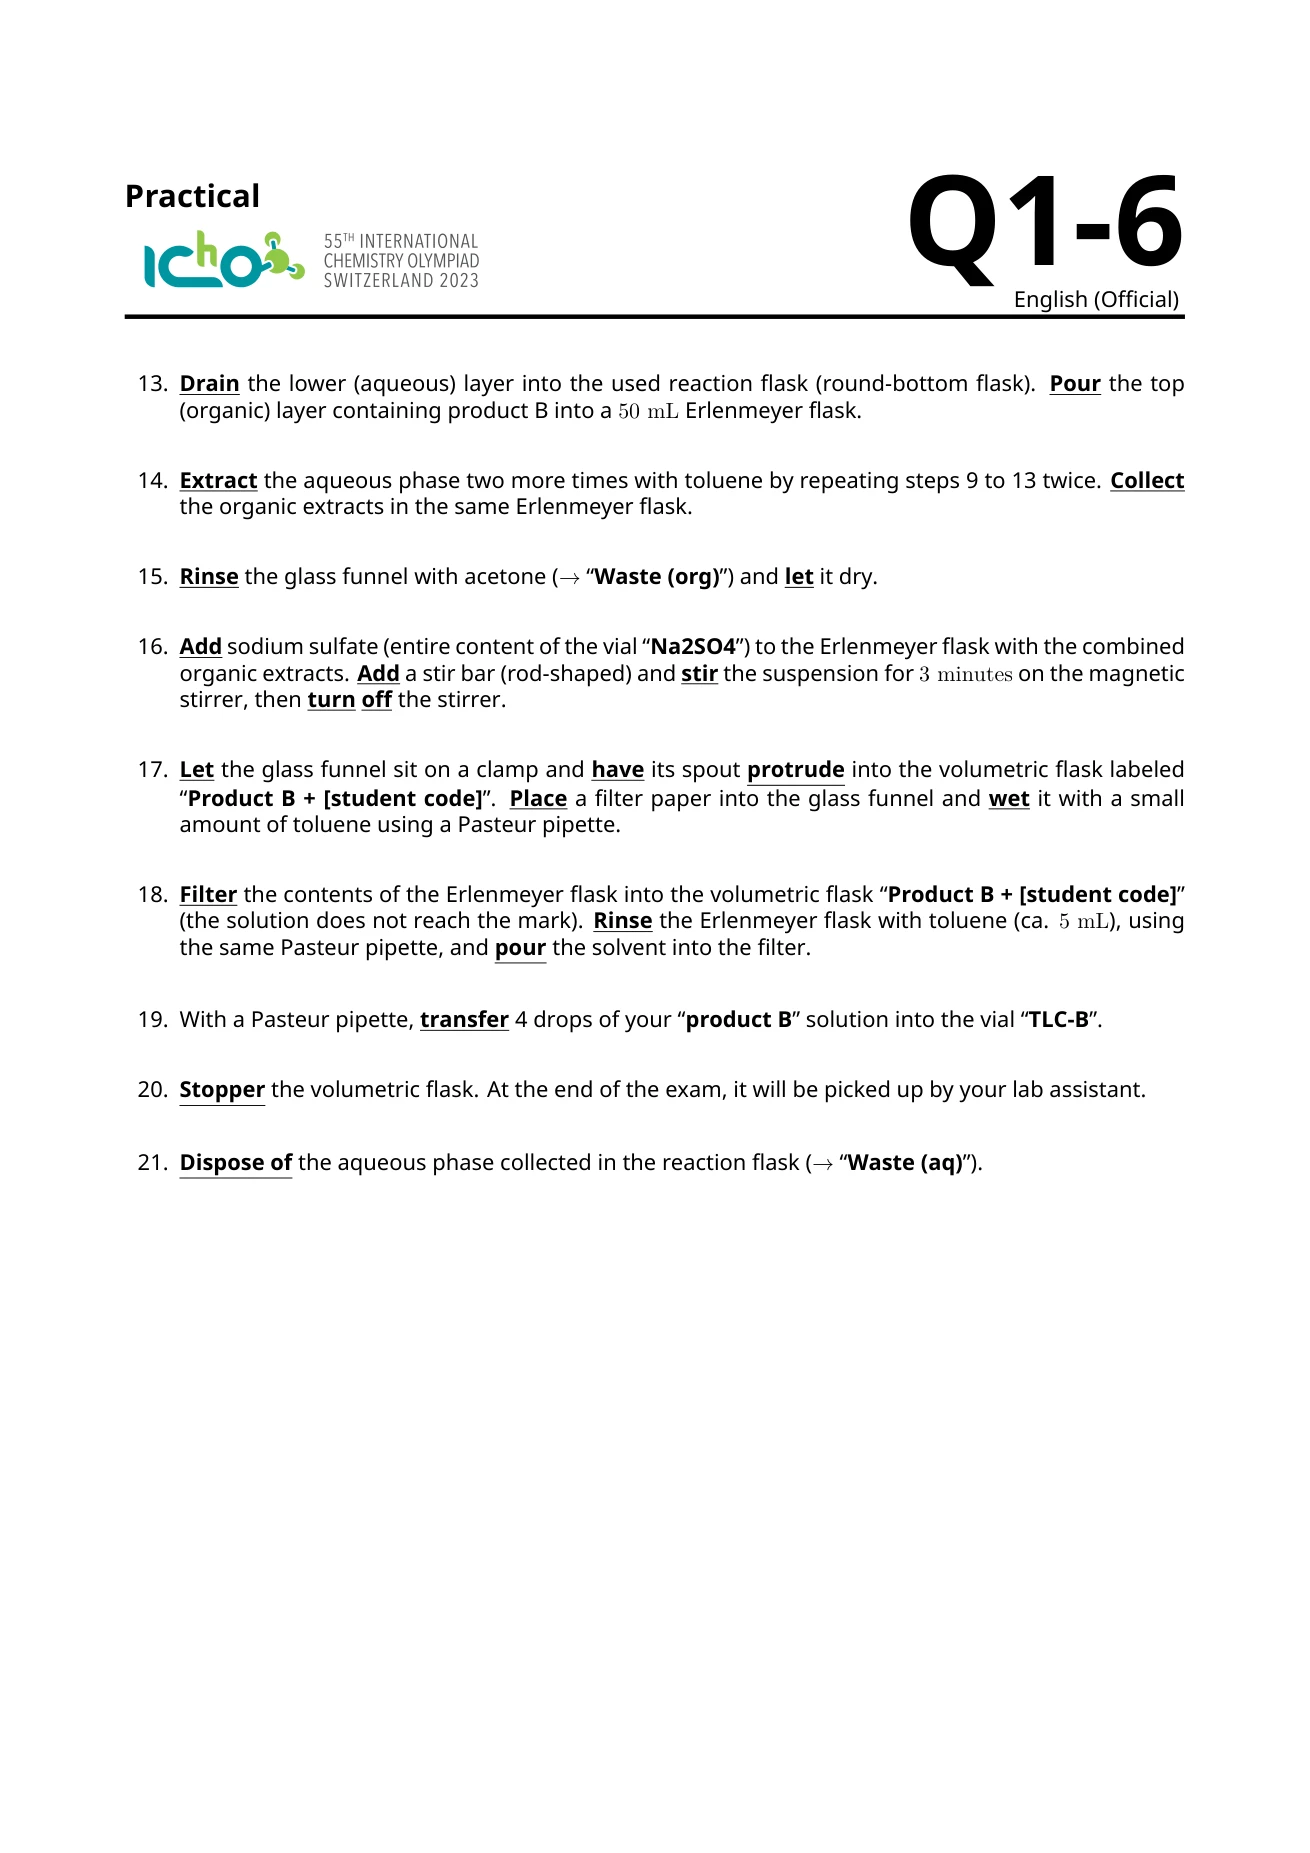 Practical
Q1-6
IChO
55TH INTERNATIONAL
CHEMISTRY OLYMPIAD
SWITZERLAND 2023
English (Official)
13. Drain the lower (aqueous) layer into the used reaction flask (round-bottom flask). Pour the top
(organic) layer containing product B into a 50 mL Erlenmeyer flask.
14. Extract the aqueous phase two more times with toluene by repeating steps 9 to 13 twice. Collect
the organic extracts in the same Erlenmeyer flask.
15. Rinse the glass funnel with acetone (→ “Waste (org)”) and let it dry.
16. Add sodium sulfate (entire content of the vial “Na2SO4”) to the Erlenmeyer flask with the combined
organic extracts. Add a stir bar (rod-shaped) and stir the suspension for 3 minutes on the magnetic
stirrer, then turn off the stirrer.
17. Let the glass funnel sit on a clamp and have its spout protrude into the volumetric flask labeled
“Product B + [student code]”. Place a filter paper into the glass funnel and wet it with a small
amount of toluene using a Pasteur pipette.
18. Filter the contents of the Erlenmeyer flask into the volumetric flask “Product B + [student code]”
(the solution does not reach the mark). Rinse the Erlenmeyer flask with toluene (ca. 5 mL), using
the same Pasteur pipette, and pour the solvent into the filter.
19. With a Pasteur pipette, transfer 4 drops of your “product B” solution into the vial “TLC-B”.
20. Stopper the volumetric flask. At the end of the exam, it will be picked up by your lab assistant.
21. Dispose of the aqueous phase collected in the reaction flask (→ “Waste (aq)”).